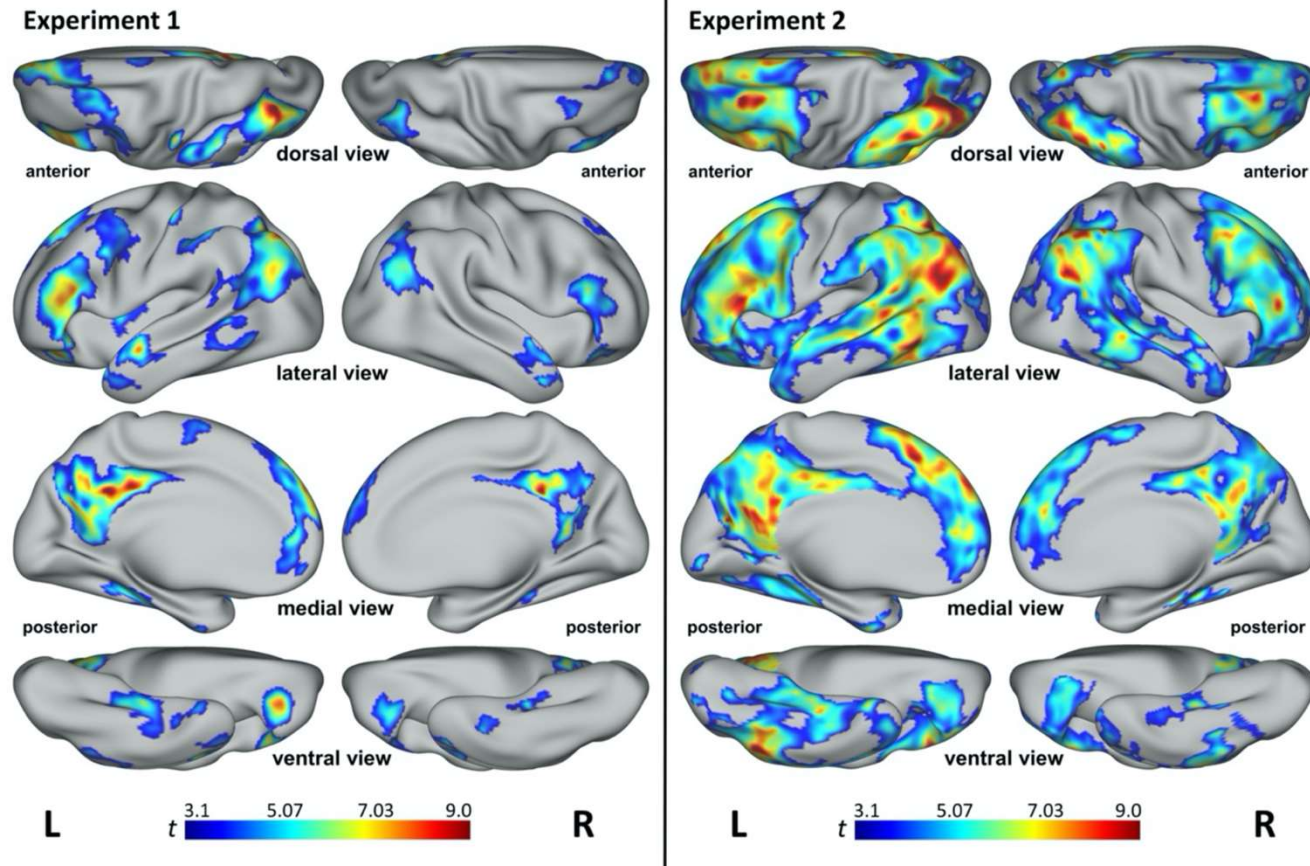 Experiment 1
dorsal view
anterior
anterior
lateral view
medial view
posterior
posterior
ventral view
L
t
3.1 5.07 7.03 9.0
R
Experiment 2
dorsal view
anterior
anterior
lateral view
medial view
posterior
posterior
ventral view
L
t
3.1 5.07 7.03 9.0
R